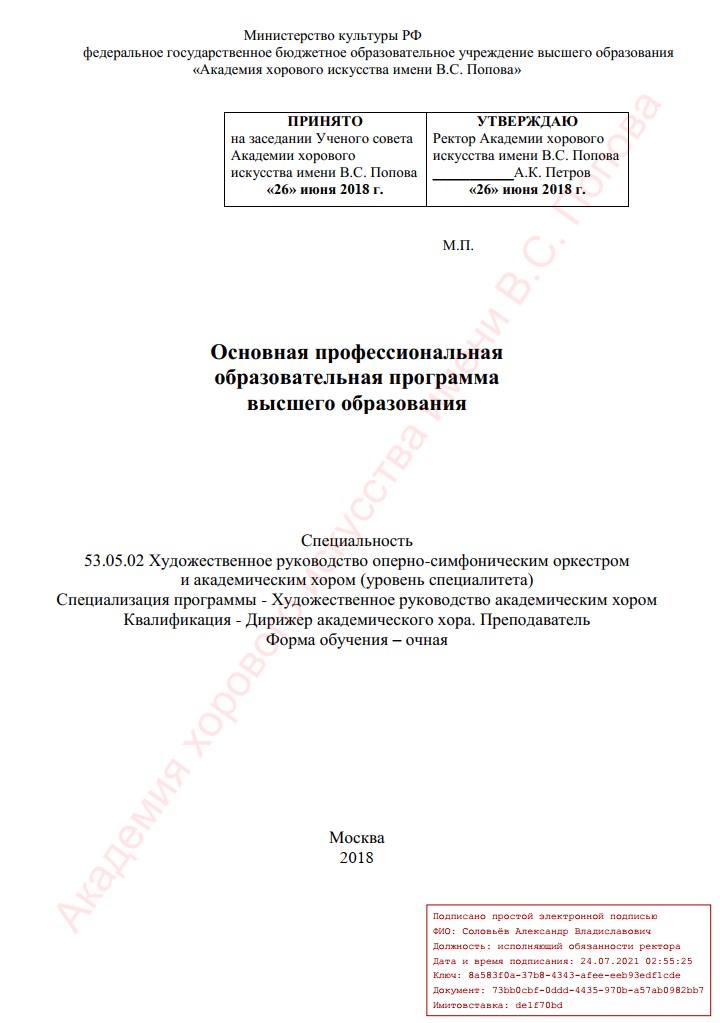 Министерство культуры РФ
федеральное государственное бюджетное образовательное учреждение высшего образования
«Академия хорового искусства имени В.С. Попова»
ПРИНЯТО
на заседании Ученого совета
Академии хорового
искусства имени В.С. Попова
«26» июня 2018 г.
УТВЕРЖДАЮ
Ректор Академии хорового
искусства имени В.С. Попова
___________А.К. Петров
«26» июня 2018 г.
М.П.
Основная профессиональная
образовательная программа
высшего образования
Специальность
53.05.02 Художественное руководство оперно-симфоническим оркестром
и академическим хором (уровень специалитета)
Специализация программы - Художественное руководство академическим хором
Квалификация - Дирижер академического хора. Преподаватель
Форма обучения – очная
Москва
2018
Академия хорового искусства имени В.С. Попова
Подписано простой электронной подписью
ФИО: Соловьёв Александр Владиславович
Должность: исполняющий обязанности ректора
Дата и время подписания: 24.07.2021 02:55:25
Ключ: 8a583f0a-37b8-4343-afee-eeb93edf1cde
Документ: 73bb0cbf-0ddd-4435-970b-a57ab0982bb7
Имитовставка: de1f70bd